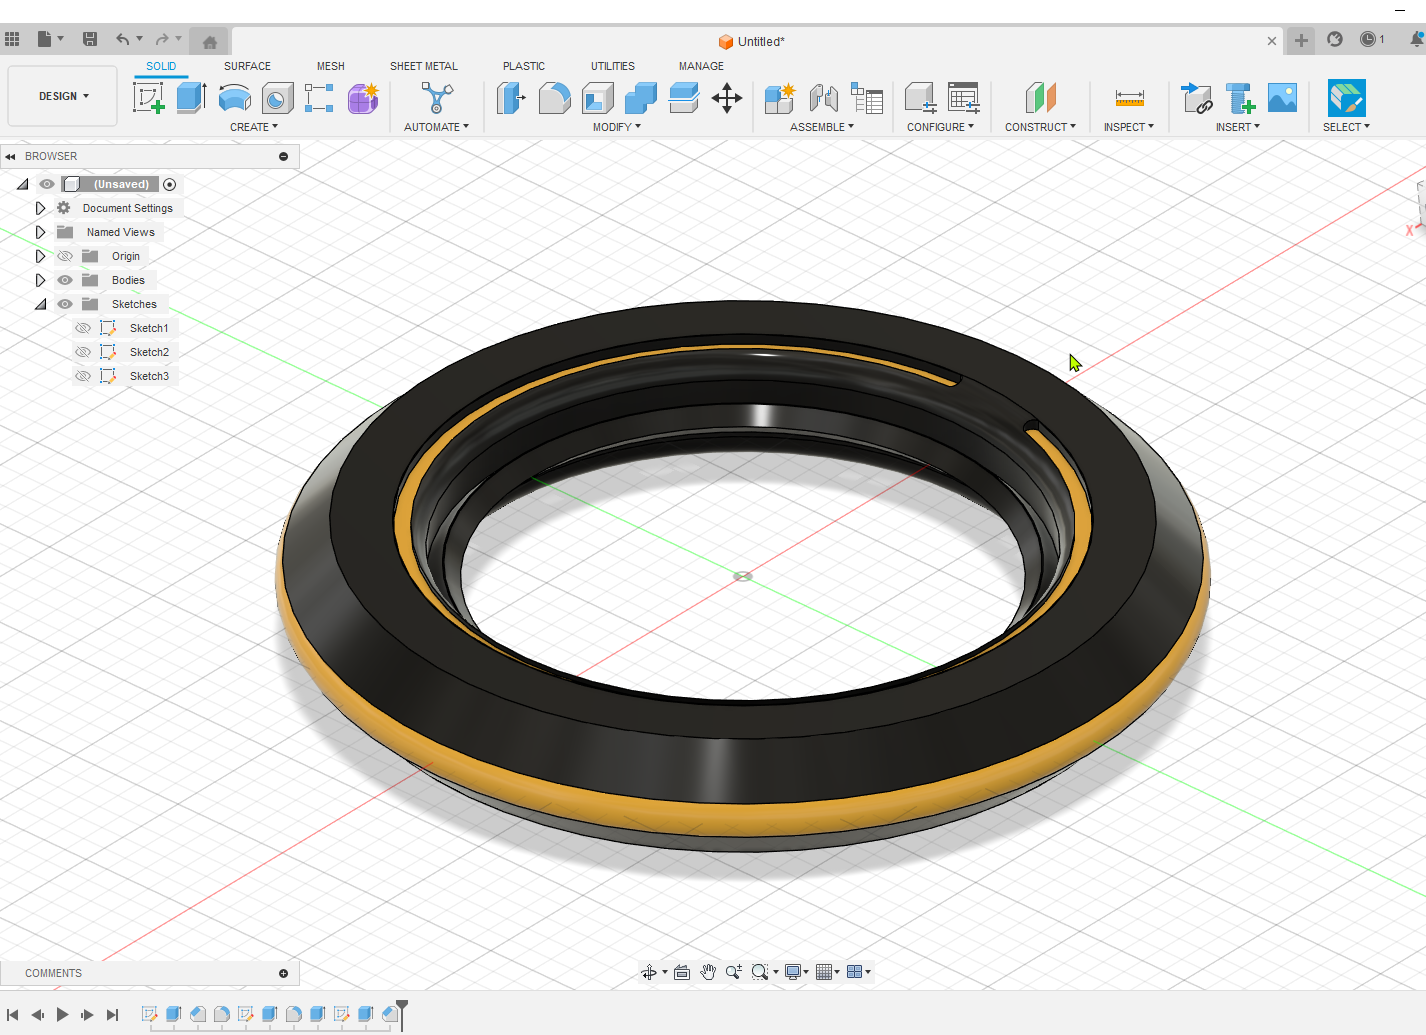 Untitled*
1
DESIGN
SOLID
SURFACE
MESH
SHEET METAL
PLASTIC
UTILITIES
MANAGE
CREATE
AUTOMATE
MODIFY
ASSEMBLE
CONFIGURE
CONSTRUCT
INSPECT
INSERT
SELECT
BROWSER
(Unsaved)
Document Settings
Named Views
Origin
Bodies
Sketches
Sketch1
Sketch2
Sketch3
X
COMMENTS